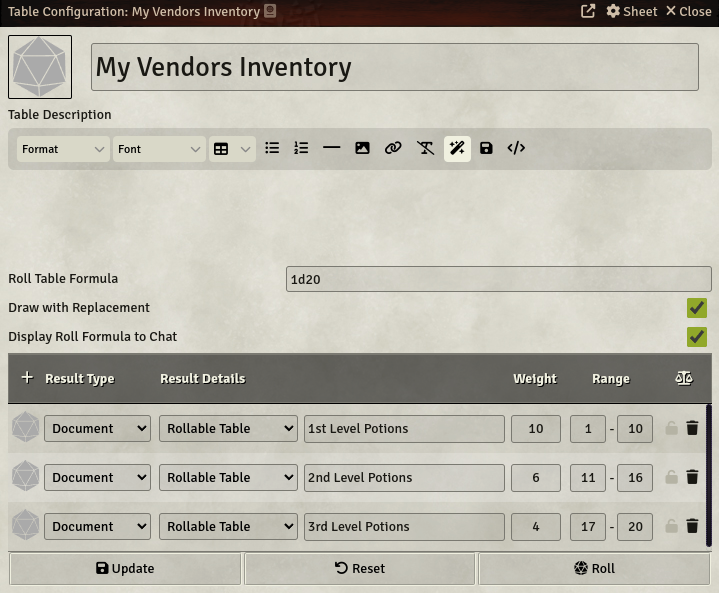 Table Configuration: My Vendors Inventory Sheet Close
My Vendors Inventory
Table Description
Format Font
Roll Table Formula 1d20
Draw with Replacement
Display Roll Formula to Chat
Result Type Result Details Weight Range
Document Rollable Table 1st Level Potions 10 1 - 10
Document Rollable Table 2nd Level Potions 6 11 - 16
Document Rollable Table 3rd Level Potions 4 17 - 20
Update Reset Roll